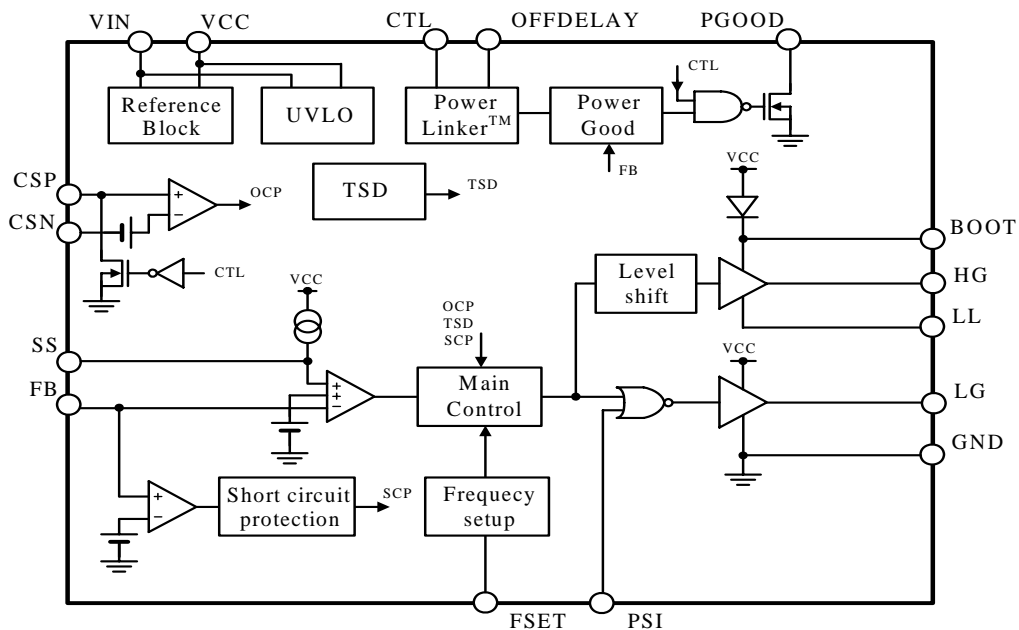 VIN
VCC
CTL
OFFDELAY
PGOOD
Reference
Block
UVLO
Power
Linker™
Power
Good
CTL
FB
CSP
CSN
+
−
OCP
TSD
TSD
CTL
VCC
BOOT
HG
LL
Level
shift
VCC
OCP
TSD
SCP
SS
FB
+
+
−
Main
Control
VCC
LG
GND
+
−
Short circuit
protection
SCP
Frequecy
setup
FSET
PSI